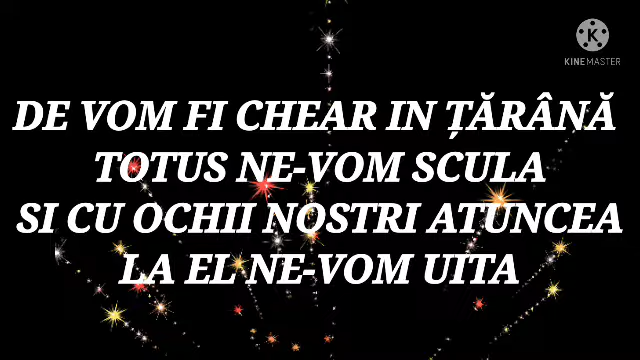 KINEMASTER
DE VOM FI CHEAR IN ȚĂRÂNĂ
TOTUS NE-VOM SCULA
SI CU OCHII NOSTRI ATUNCEA
LA EL NE-VOM UITA